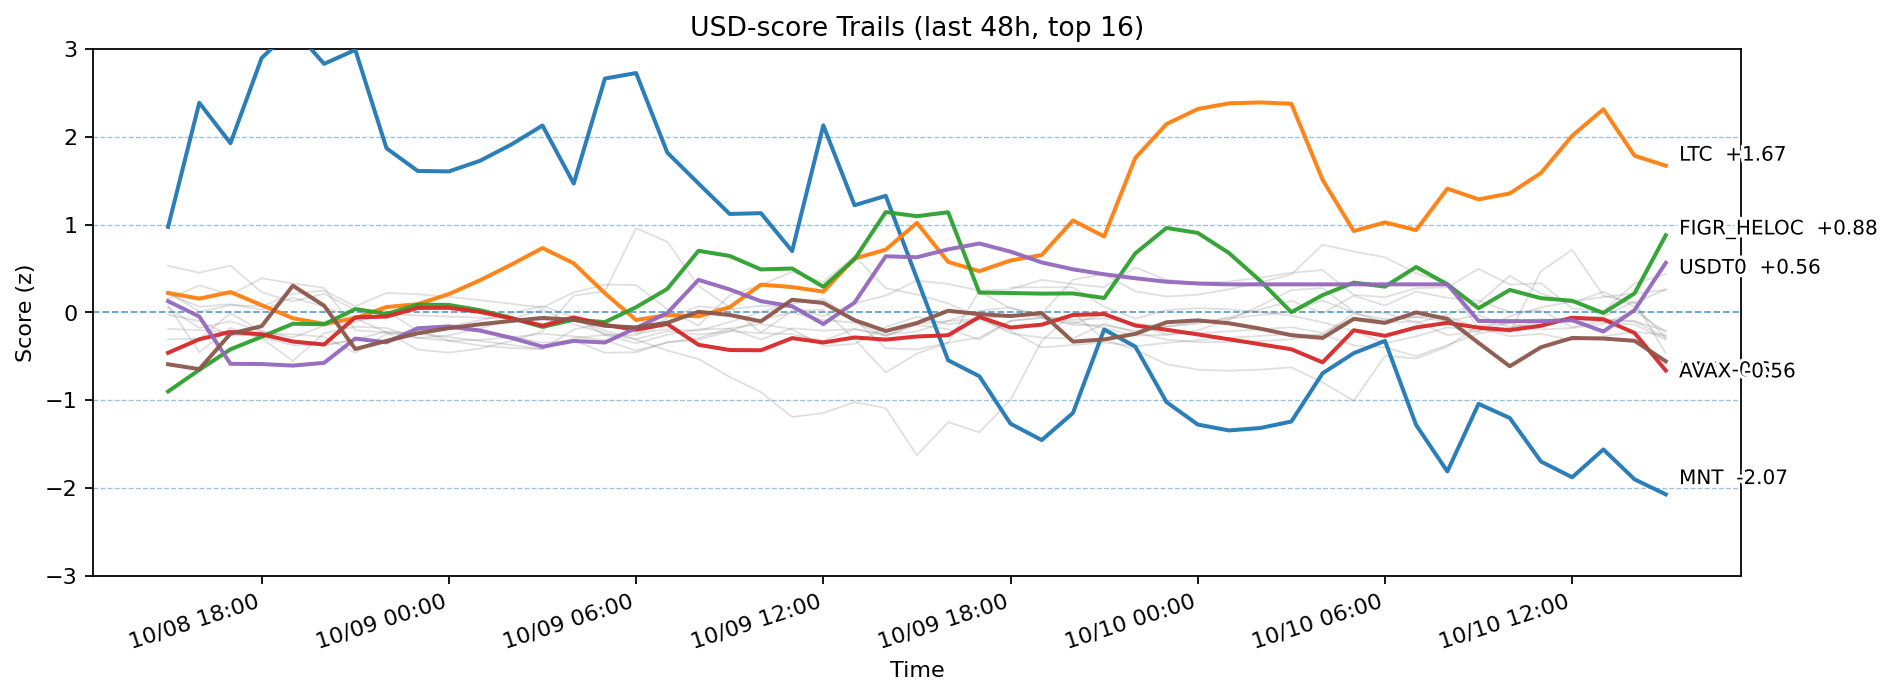 USD-score Trails (last 48h, top 16)
Score (z)
3
2
1
0
−1
−2
−3
LTC +1.67
FIGR_HELOC +0.88
USDT0 +0.56
AVAX -0.56
MNT -2.07
10/08 18:00
10/09 00:00
10/09 06:00
10/09 12:00
10/09 18:00
10/10 00:00
10/10 06:00
10/10 12:00
Time